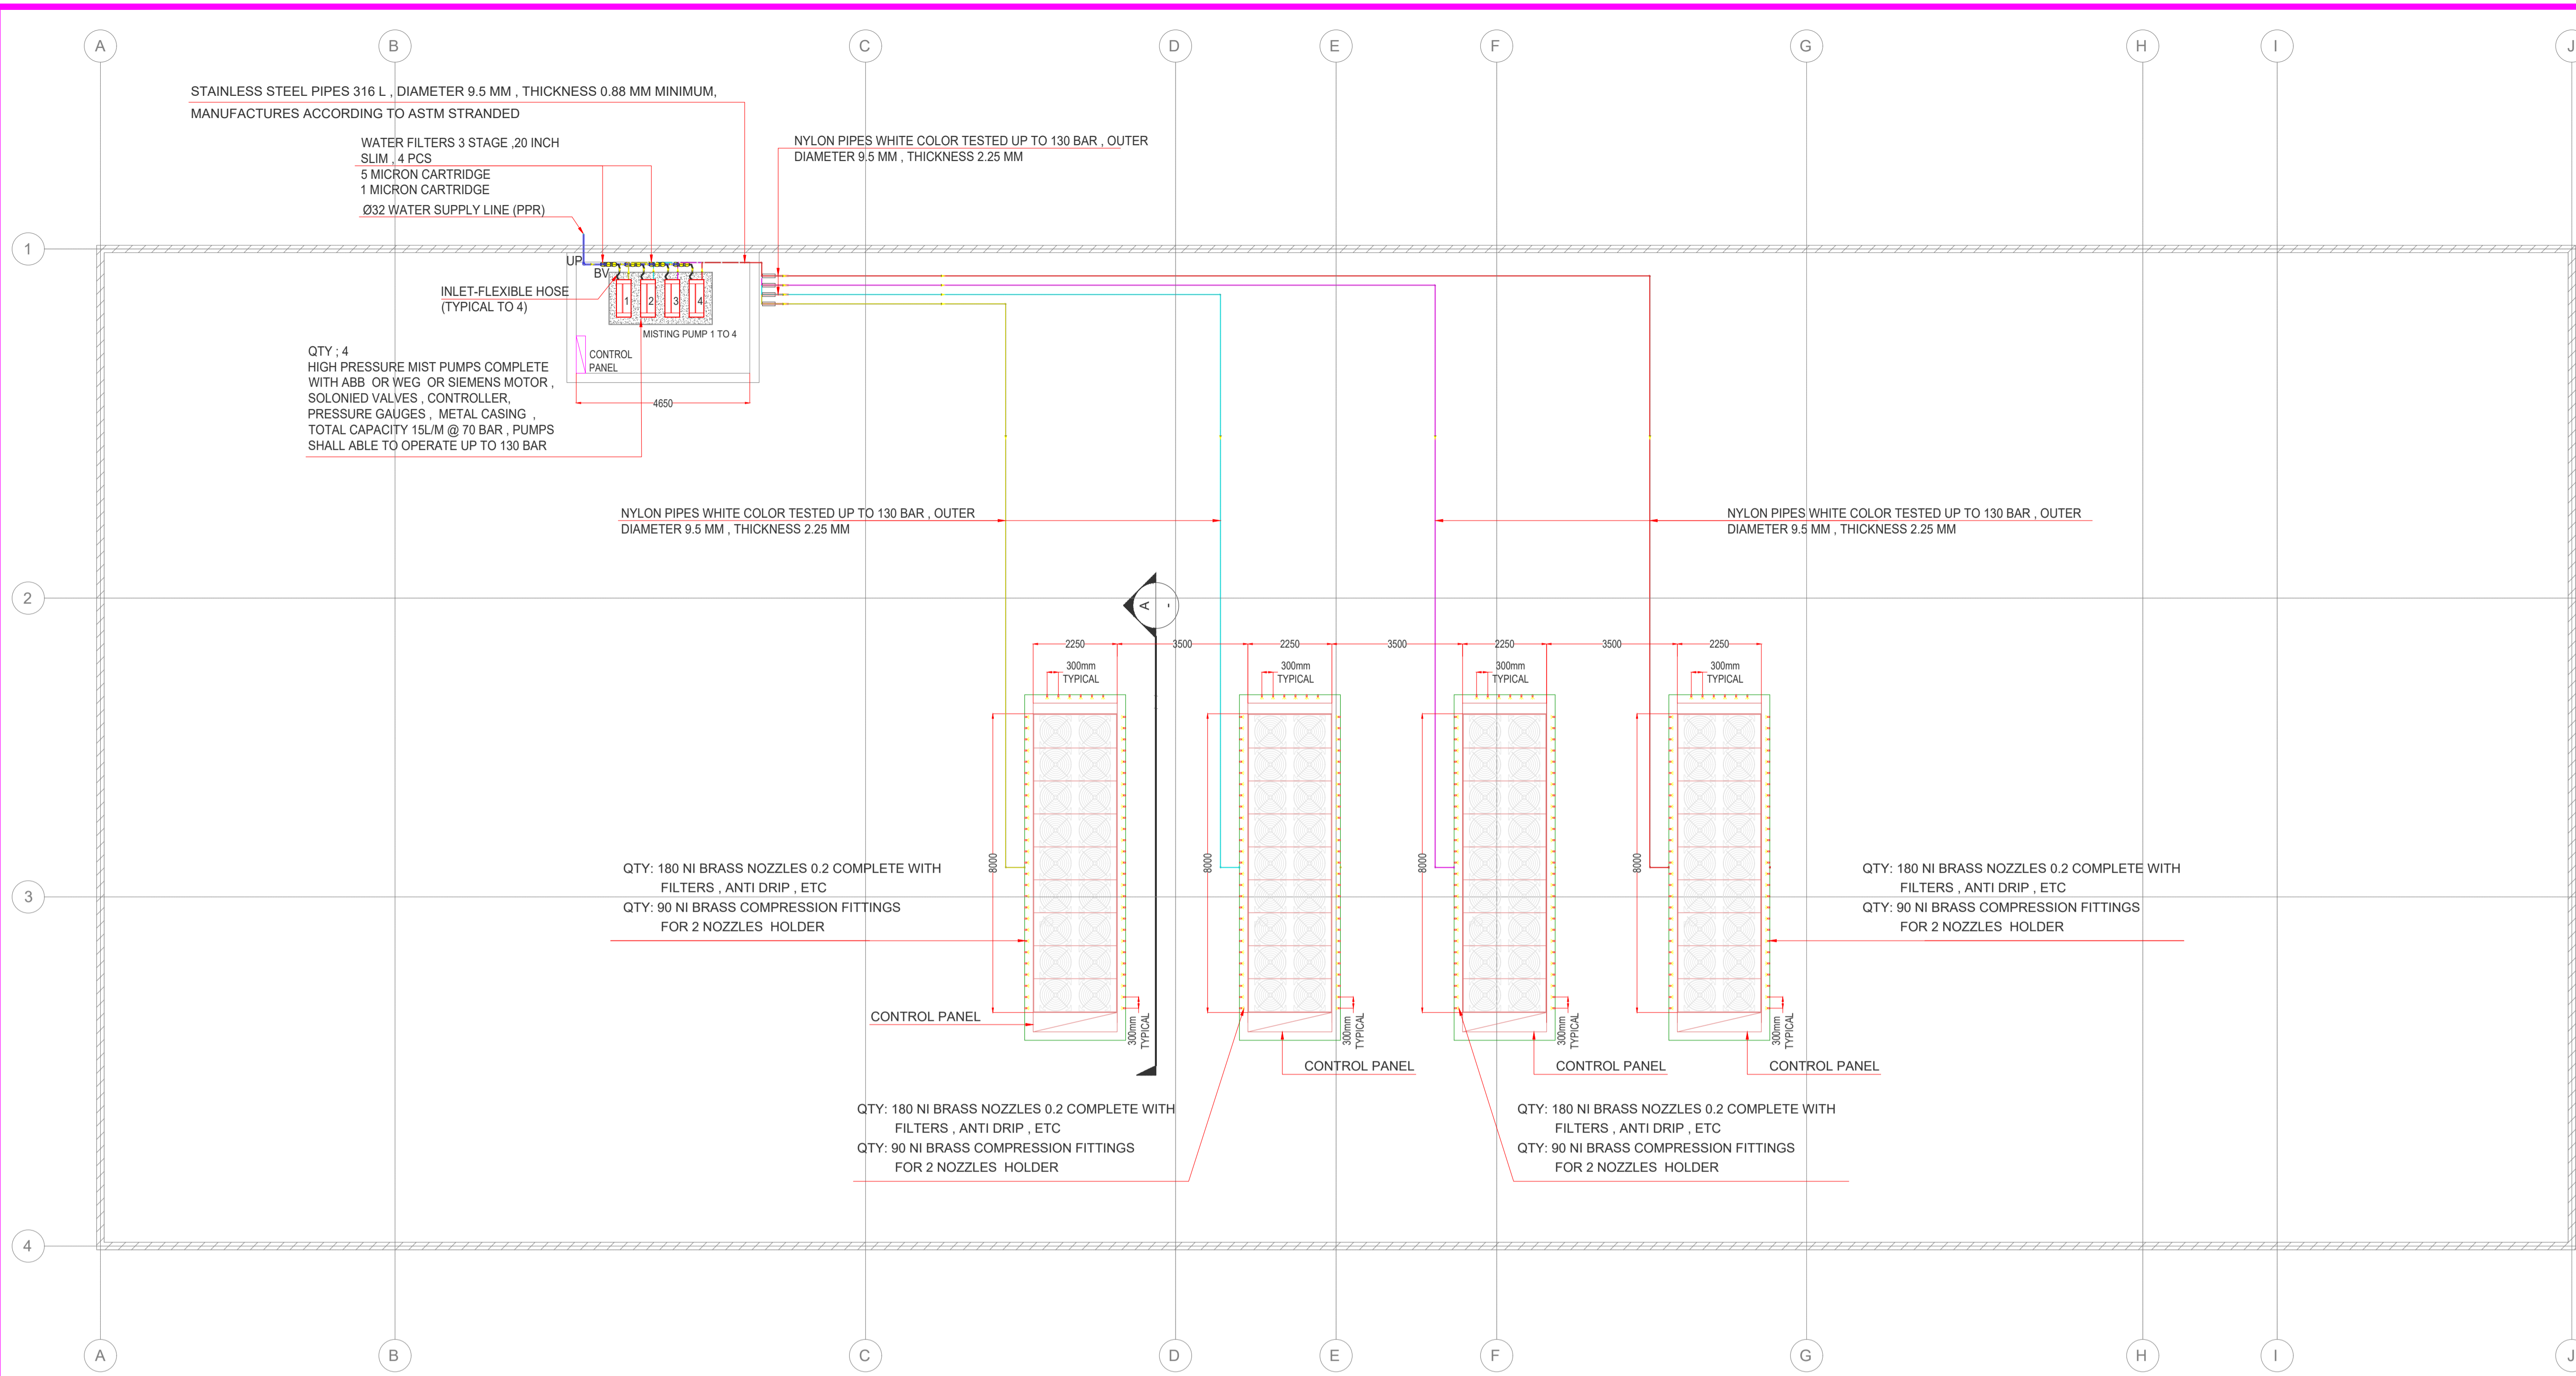 A
B
C
D
E
F
G
H
I
J
STAINLESS STEEL PIPES 316 L , DIAMETER 9.5 MM , THICKNESS 0.88 MM MINIMUM,
MANUFACTURES ACCORDING TO ASTM STRANDED
WATER FILTERS 3 STAGE ,20 INCH
SLIM , 4 PCS
5 MICRON CARTRIDGE
1 MICRON CARTRIDGE
Ø32 WATER SUPPLY LINE (PPR)
NYLON PIPES WHITE COLOR TESTED UP TO 130 BAR , OUTER
DIAMETER 9.5 MM , THICKNESS 2.25 MM
1
UP
BV
INLET-FLEXIBLE HOSE
(TYPICAL TO 4)
1
2
3
4
MISTING PUMP 1 TO 4
CONTROL
PANEL
4650
QTY ; 4
HIGH PRESSURE MIST PUMPS COMPLETE
WITH ABB OR WEG OR SIEMENS MOTOR ,
SOLONIED VALVES , CONTROLLER,
PRESSURE GAUGES , METAL CASING ,
TOTAL CAPACITY 15L/M @ 70 BAR , PUMPS
SHALL ABLE TO OPERATE UP TO 130 BAR
NYLON PIPES WHITE COLOR TESTED UP TO 130 BAR , OUTER
DIAMETER 9.5 MM , THICKNESS 2.25 MM
NYLON PIPES WHITE COLOR TESTED UP TO 130 BAR , OUTER
DIAMETER 9.5 MM , THICKNESS 2.25 MM
2
A
-
2250
3500
2250
3500
2250
3500
2250
300mm
TYPICAL
300mm
TYPICAL
300mm
TYPICAL
300mm
TYPICAL
8000
8000
8000
8000
3
QTY: 180 NI BRASS NOZZLES 0.2 COMPLETE WITH
FILTERS , ANTI DRIP , ETC
QTY: 90 NI BRASS COMPRESSION FITTINGS
FOR 2 NOZZLES HOLDER
QTY: 180 NI BRASS NOZZLES 0.2 COMPLETE WITH
FILTERS , ANTI DRIP , ETC
QTY: 90 NI BRASS COMPRESSION FITTINGS
FOR 2 NOZZLES HOLDER
CONTROL PANEL
300mm
TYPICAL
300mm
TYPICAL
300mm
TYPICAL
300mm
TYPICAL
CONTROL PANEL
CONTROL PANEL
CONTROL PANEL
QTY: 180 NI BRASS NOZZLES 0.2 COMPLETE WITH
FILTERS , ANTI DRIP , ETC
QTY: 90 NI BRASS COMPRESSION FITTINGS
FOR 2 NOZZLES HOLDER
QTY: 180 NI BRASS NOZZLES 0.2 COMPLETE WITH
FILTERS , ANTI DRIP , ETC
QTY: 90 NI BRASS COMPRESSION FITTINGS
FOR 2 NOZZLES HOLDER
4
A
B
C
D
E
F
G
H
I
J